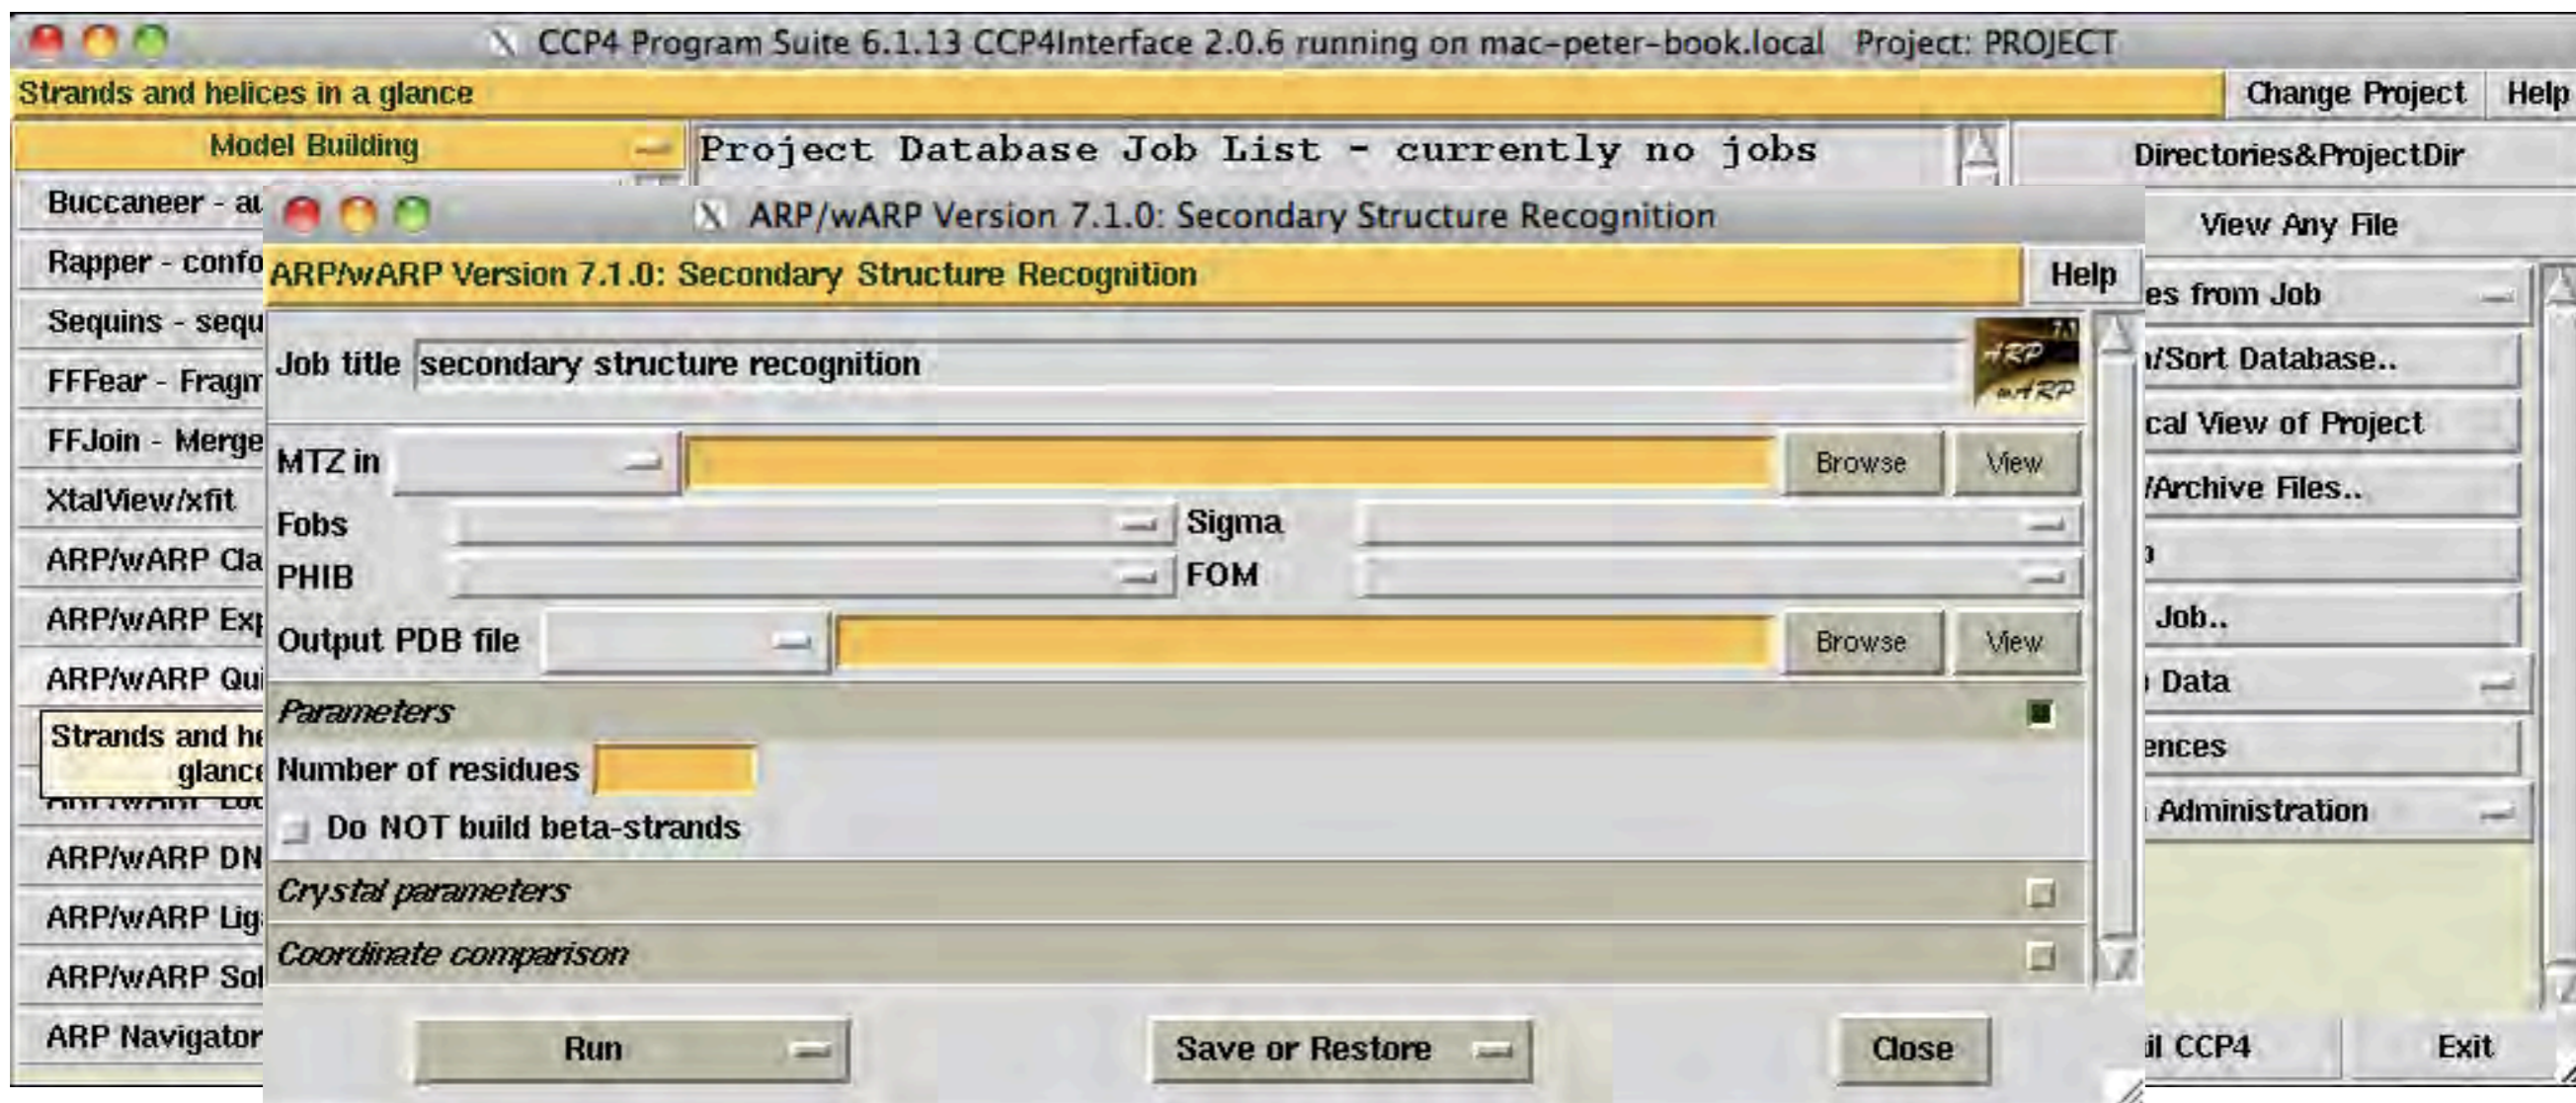 CCP4 Program Suite 6.1.13 CCP4Interface 2.0.6 running on mac-peter-book.local Project: PROJECT
Strands and helices in a glance
Change Project
Help
Model Building
Project Database Job List - currently no jobs
Directories&ProjectDir
Buccaneer - au
Rapper - confo
Sequins - sequ
FFFear - Fragm
FFJoin - Merge
XtalView/xfit
ARP/wARP Cla
ARP/wARP Exp
ARP/wARP Qui
Strands and he
glance
ARP/wARP Loo
ARP/wARP DN
ARP/wARP Lig
ARP/wARP Sol
ARP Navigator
ARP/wARP Version 7.1.0: Secondary Structure Recognition
ARP/wARP Version 7.1.0: Secondary Structure Recognition
Help
Job title secondary structure recognition
7.1
ARP
wARP
MTZ in
Browse
View
Fobs
Sigma
PHIB
FOM
Output PDB file
Browse
View
Parameters
Number of residues
Do NOT build beta-strands
Crystal parameters
Coordinate comparison
Run
Save or Restore
Close
View Any File
es from Job
/Sort Database..
cal View of Project
/Archive Files..
Job..
Data
ences
Administration
il CCP4
Exit